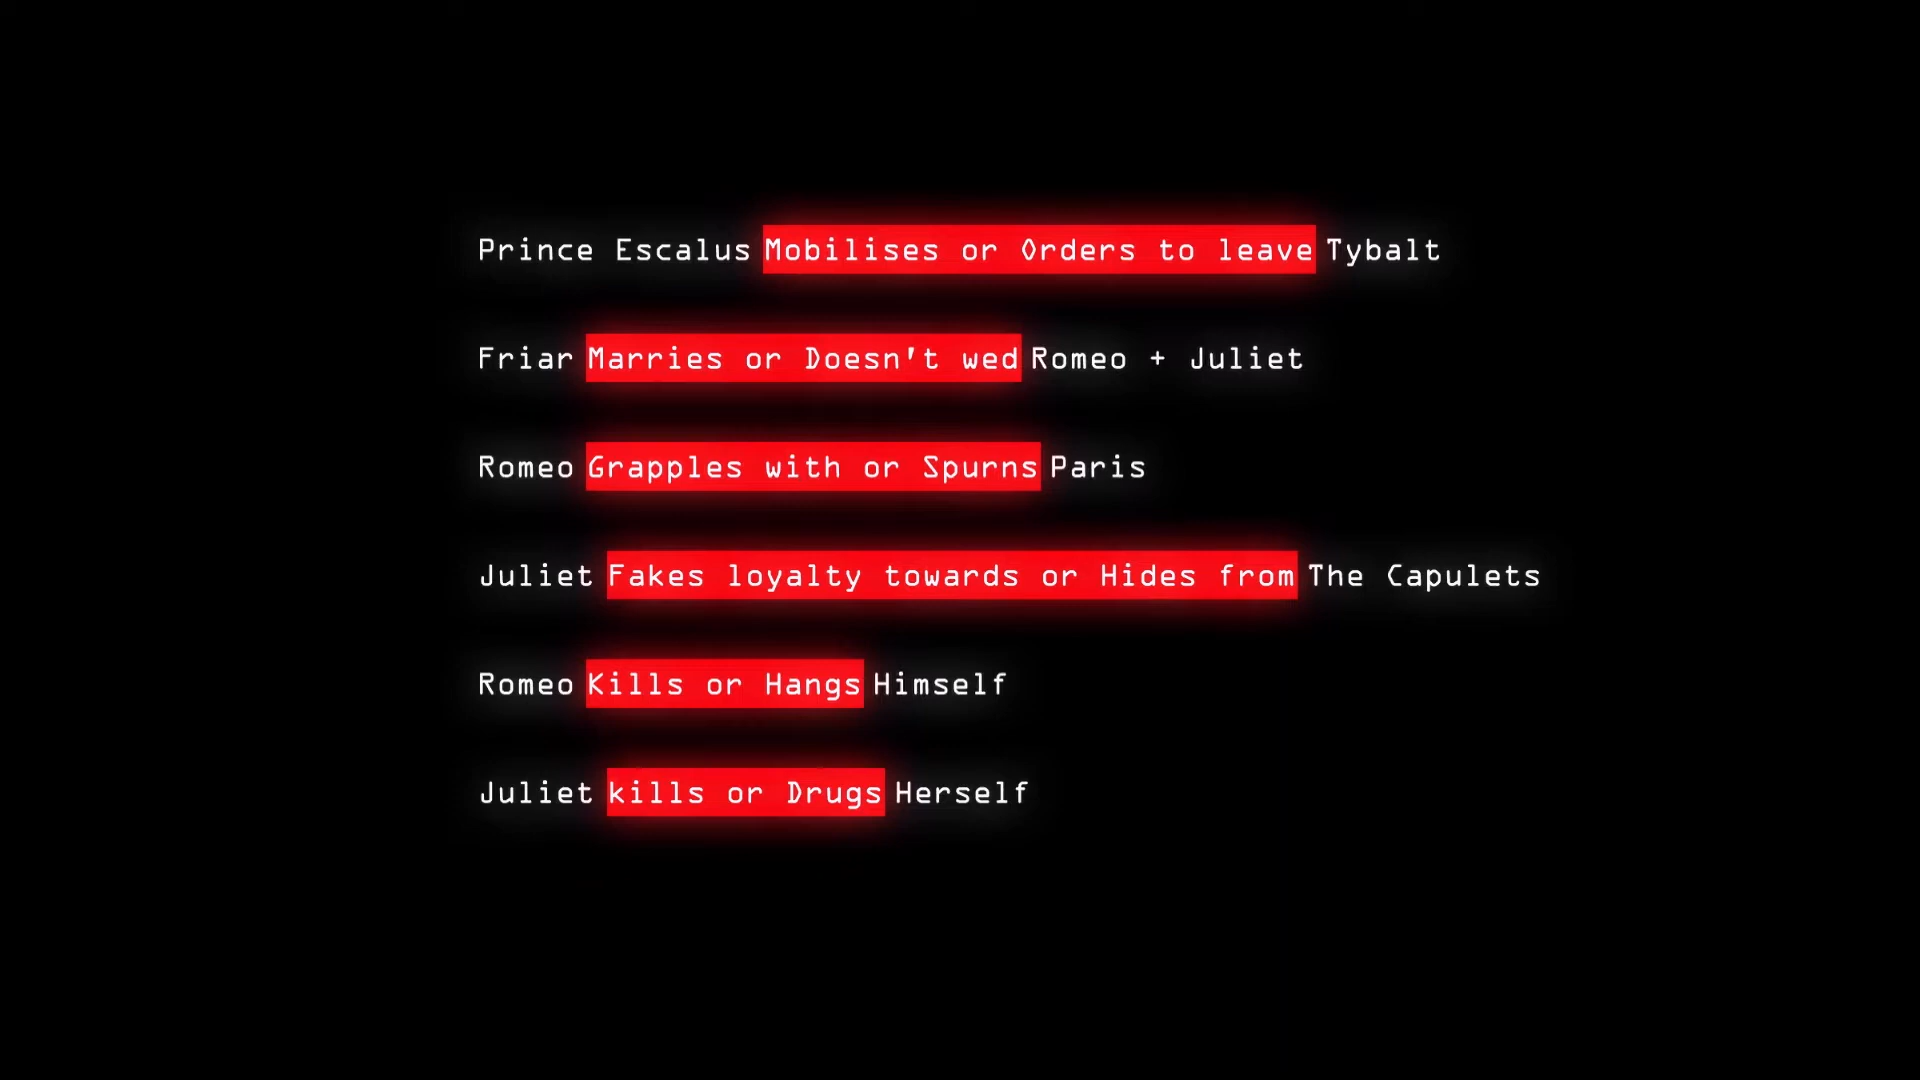 Prince Escalus Mobilises or Orders to leave Tybalt
Friar Marries or Doesn't wed Romeo + Juliet
Romeo Grapples with or Spurns Paris
Juliet Fakes loyalty towards or Hides from The Capulets
Romeo Kills or Hangs Himself
Juliet kills or Drugs Herself